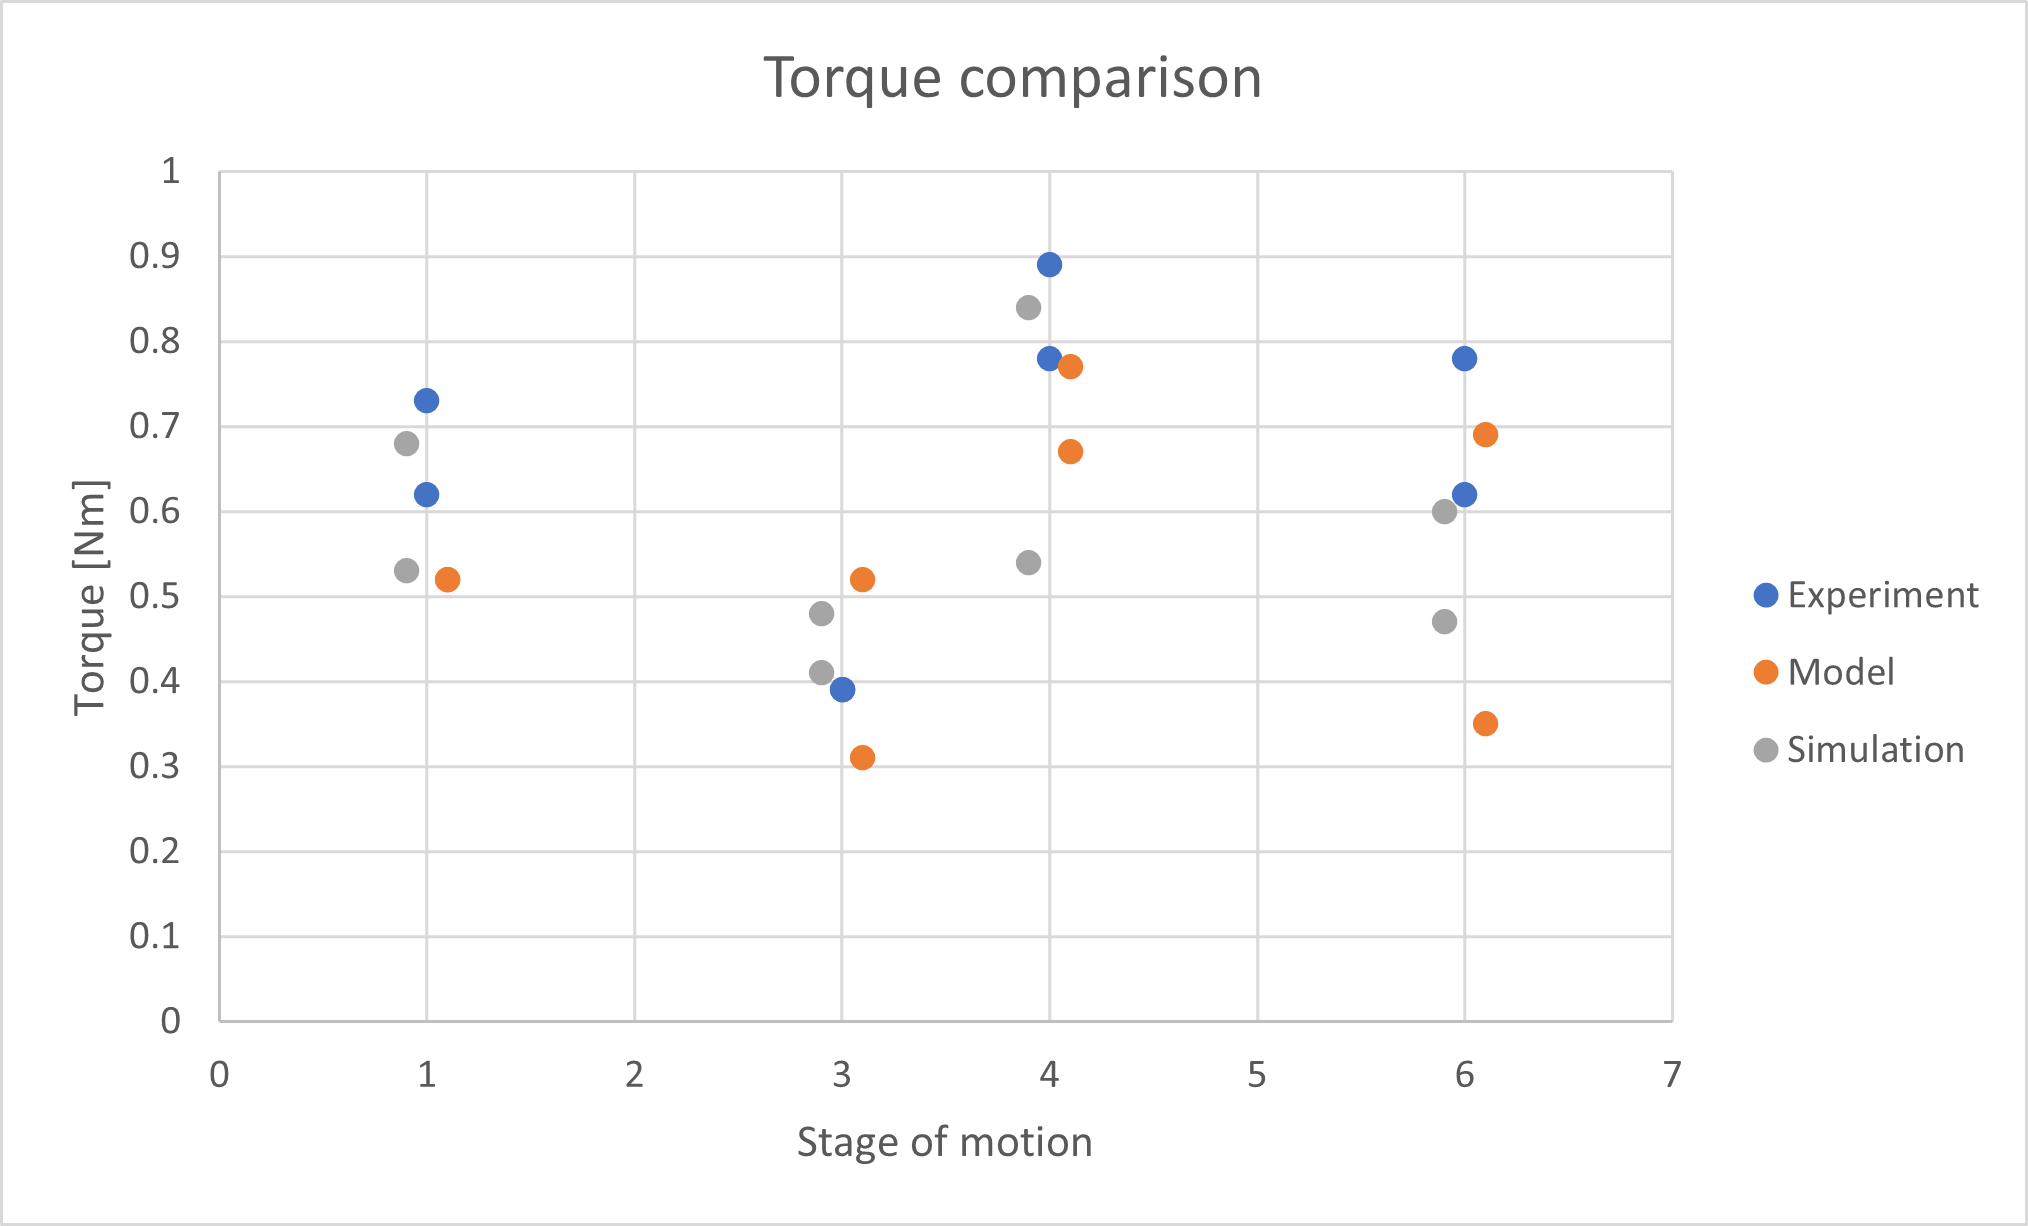 Torque comparison
1
0.9
0.8
0.7
0.6
0.5
0.4
0.3
0.2
0.1
0
Torque [Nm]
0 1 2 3 4 5 6 7
Stage of motion
Experiment
Model
Simulation